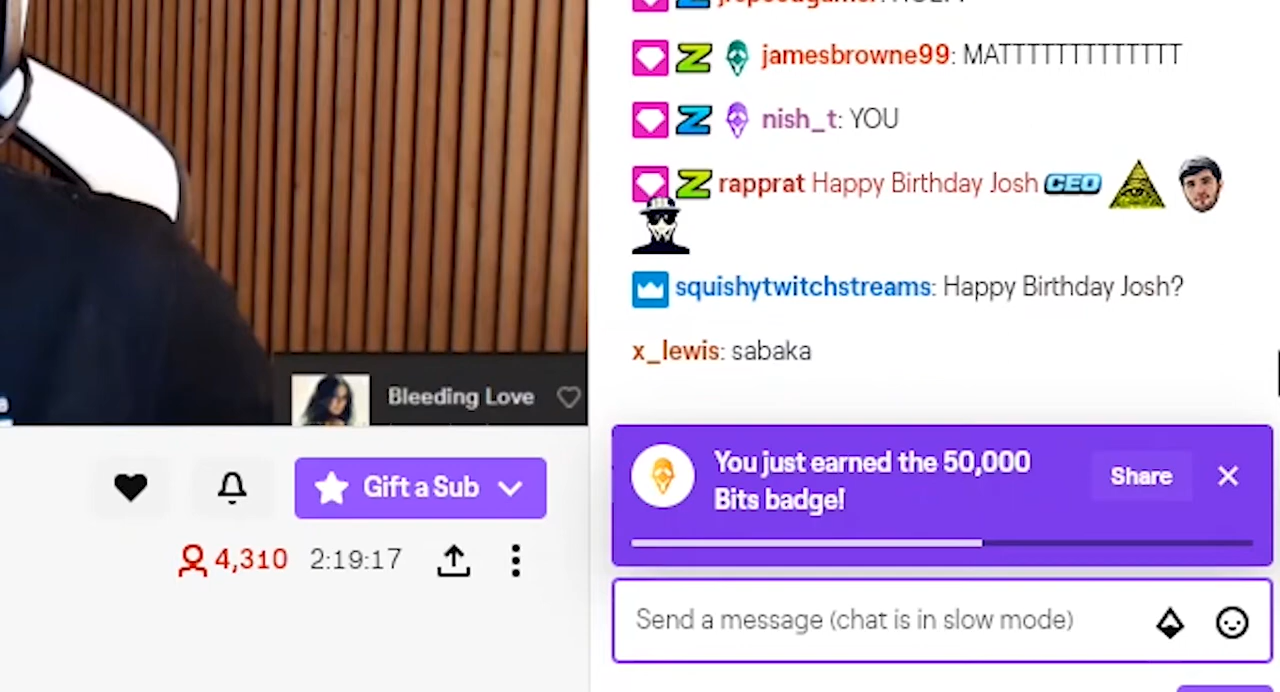 jamesbrowne99: MATTTTTTTTTTTTT
nish_t: YOU
rapprat Happy Birthday Josh CEO
squishytwitchstreams: Happy Birthday Josh?
x_lewis: sabaka
Bleeding Love
You just earned the 50,000
Bits badge!
Share
Gift a Sub
4,310 2:19:17
Send a message (chat is in slow mode)